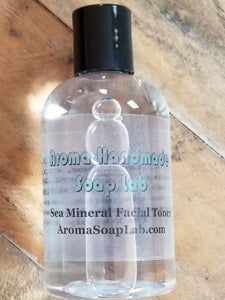 Aroma Handmade
Soap Lab
Sea Mineral Facial Toner
AromaSoapLab.com